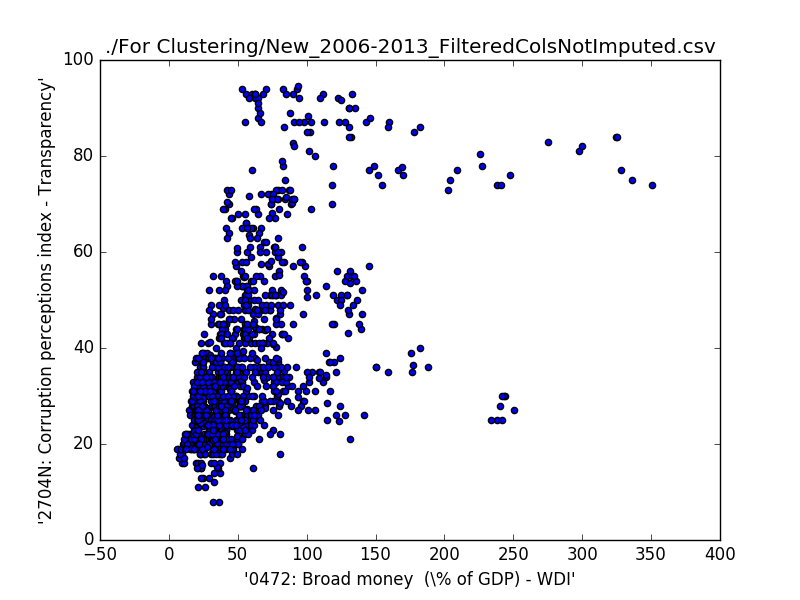 ./For Clustering/New_2006-2013_FilteredColsNotImputed.csv
'2704N: Corruption perceptions index - Transparency'
100
80
60
40
20
0
−50 0 50 100 150 200 250 300 350 400
'0472: Broad money  (\% of GDP) - WDI'